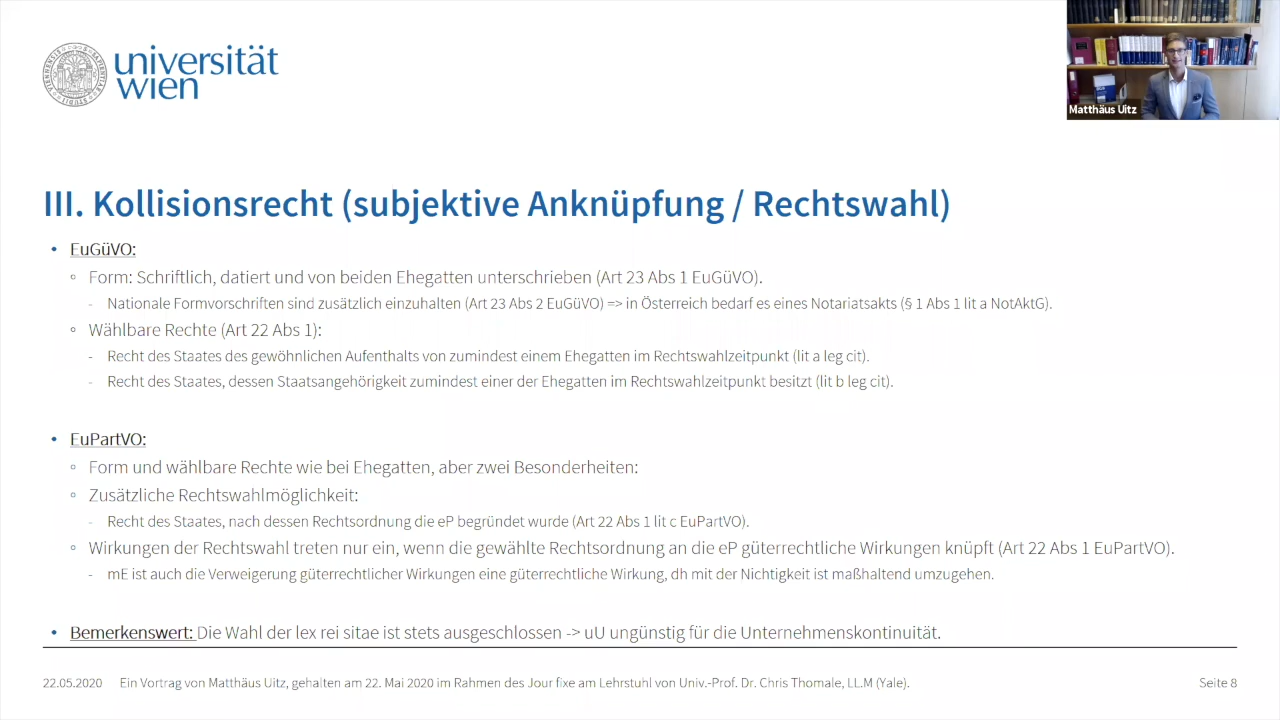 universität
wien
Matthäus Uitz
III. Kollisionsrecht (subjektive Anknüpfung / Rechtswahl)
• EuGüVO:
▫ Form: Schriftlich, datiert und von beiden Ehegatten unterschrieben (Art 23 Abs 1 EuGüVO).
- Nationale Formvorschriften sind zusätzlich einzuhalten (Art 23 Abs 2 EuGüVO) => in Österreich bedarf es eines Notariatsakts (§ 1 Abs 1 lit a NotAktG).
▫ Wählbare Rechte (Art 22 Abs 1):
- Recht des Staates des gewöhnlichen Aufenthalts von zumindest einem Ehegatten im Rechtswahlzeitpunkt (lit a leg cit).
- Recht des Staates, dessen Staatsangehörigkeit zumindest einer der Ehegatten im Rechtswahlzeitpunkt besitzt (lit b leg cit).
• EuPartVO:
▫ Form und wählbare Rechte wie bei Ehegatten, aber zwei Besonderheiten:
▫ Zusätzliche Rechtswahlmöglichkeit:
- Recht des Staates, nach dessen Rechtsordnung die eP begründet wurde (Art 22 Abs 1 lit c EuPartVO).
▫ Wirkungen der Rechtswahl treten nur ein, wenn die gewählte Rechtsordnung an die eP güterrechtliche Wirkungen knüpft (Art 22 Abs 1 EuPartVO).
- mE ist auch die Verweigerung güterrechtlicher Wirkungen eine güterrechtliche Wirkung, dh mit der Nichtigkeit ist maßhaltend umzugehen.
• Bemerkenswert: Die Wahl der lex rei sitae ist stets ausgeschlossen -> uU ungünstig für die Unternehmenskontinuität.
22.05.2020 Ein Vortrag von Matthäus Uitz, gehalten am 22. Mai 2020 im Rahmen des Jour fixe am Lehrstuhl von Univ.-Prof. Dr. Chris Thomale, LL.M (Yale). Seite 8